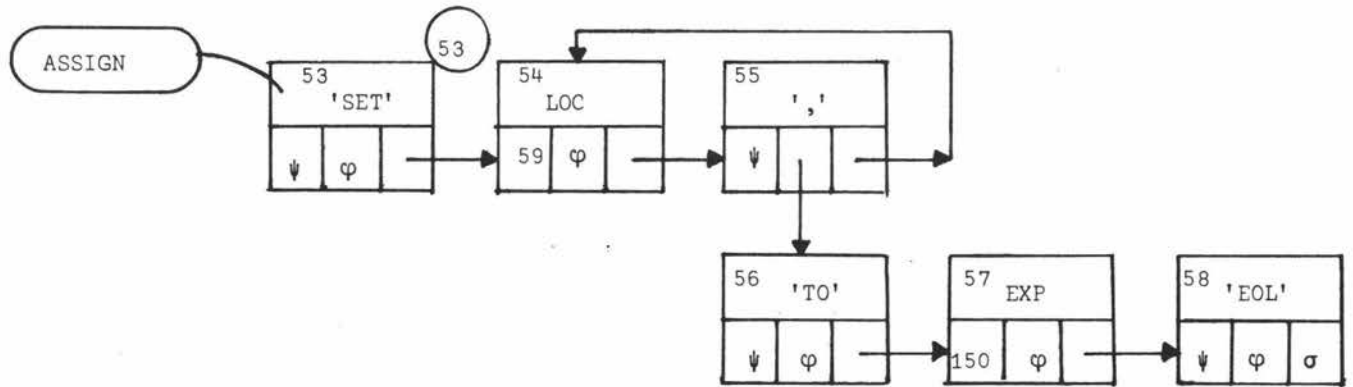 ASSIGN
53
53
'SET'
ψ φ
54
LOC
59 φ
55
','
ψ
56
'TO'
ψ φ
57
EXP
150 φ
58
'EOL'
ψ φ σ